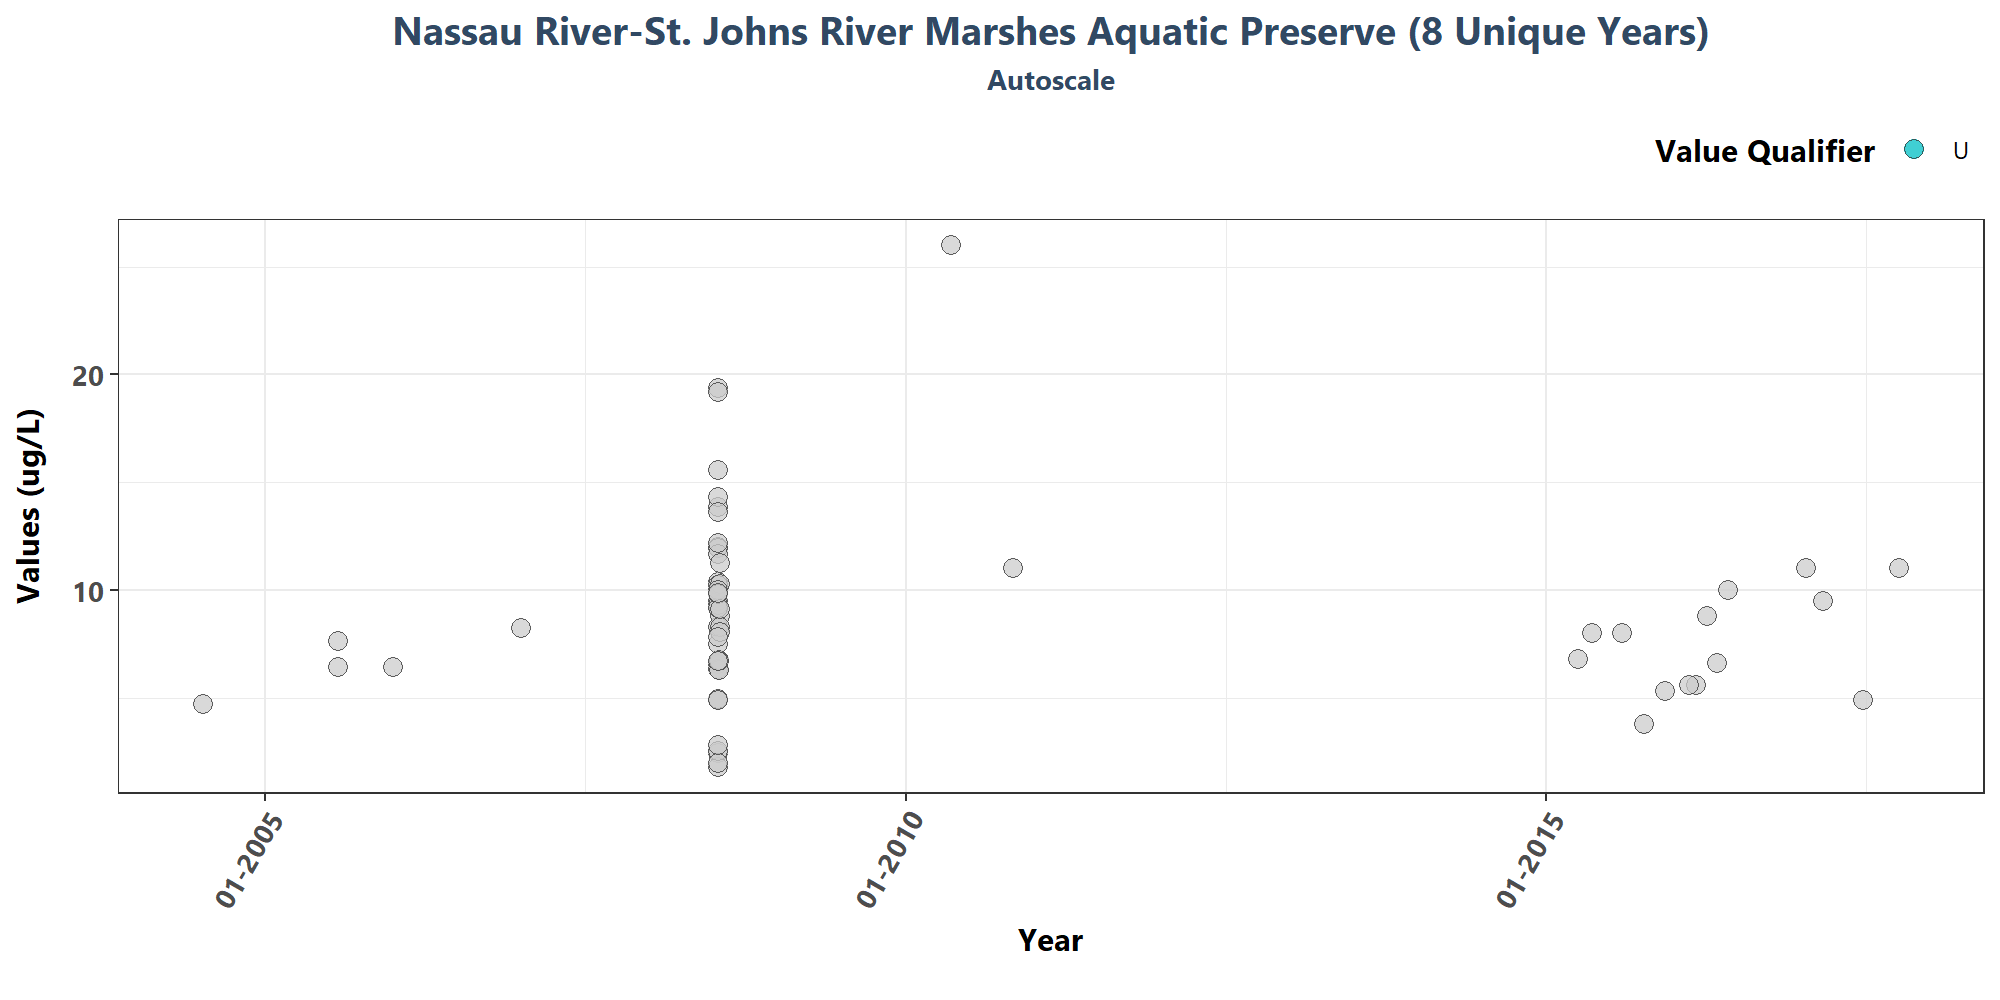 Nassau River-St. Johns River Marshes Aquatic Preserve (8 Unique Years)
Autoscale
Value Qualifier U
20
10
Values (ug/L)
01-2005
01-2010
01-2015
Year